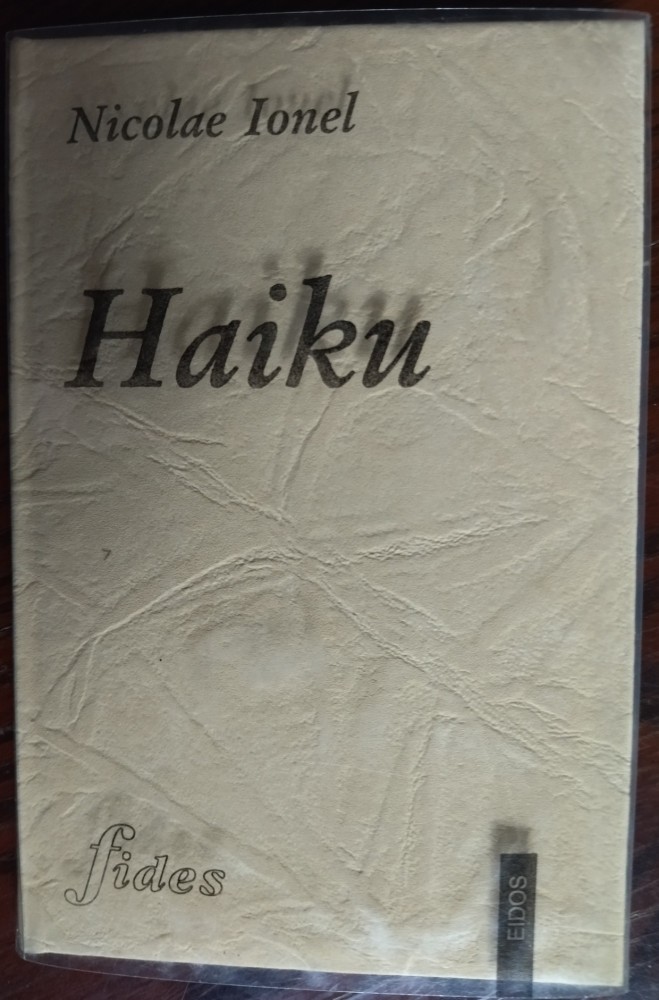 Nicolae Ionel
Haiku
fides
EIDOS